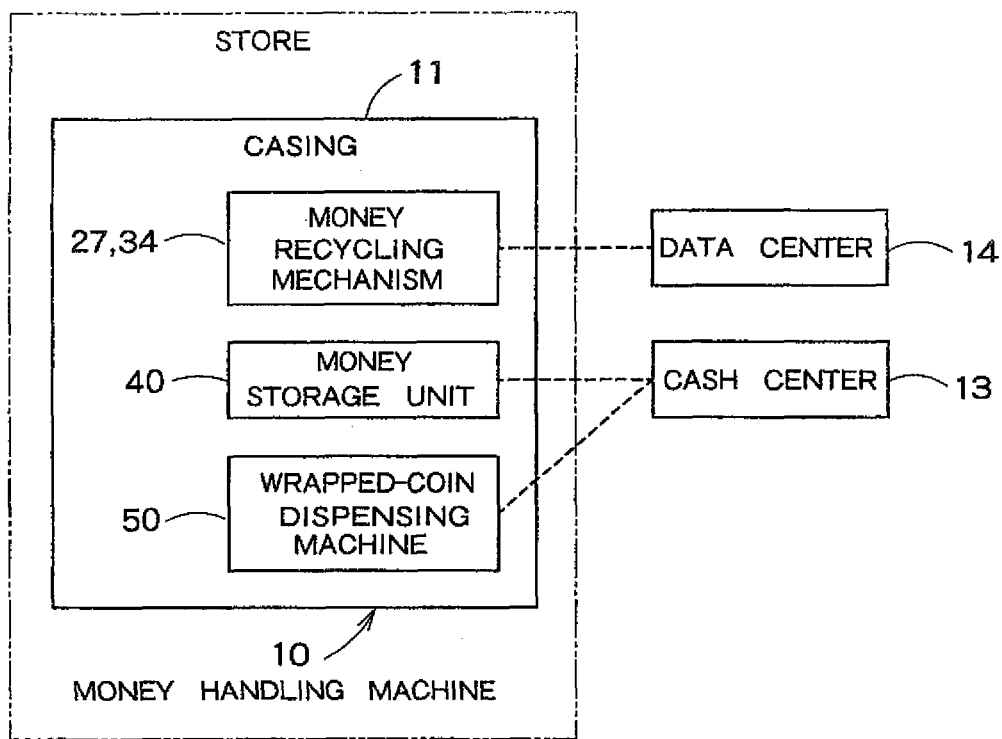 STORE
11
CASING
27,34
MONEY
RECYCLING
MECHANISM
DATA CENTER
14
40
MONEY
STORAGE UNIT
CASH CENTER
13
50
WRAPPED-COIN
DISPENSING
MACHINE
10
MONEY HANDLING MACHINE